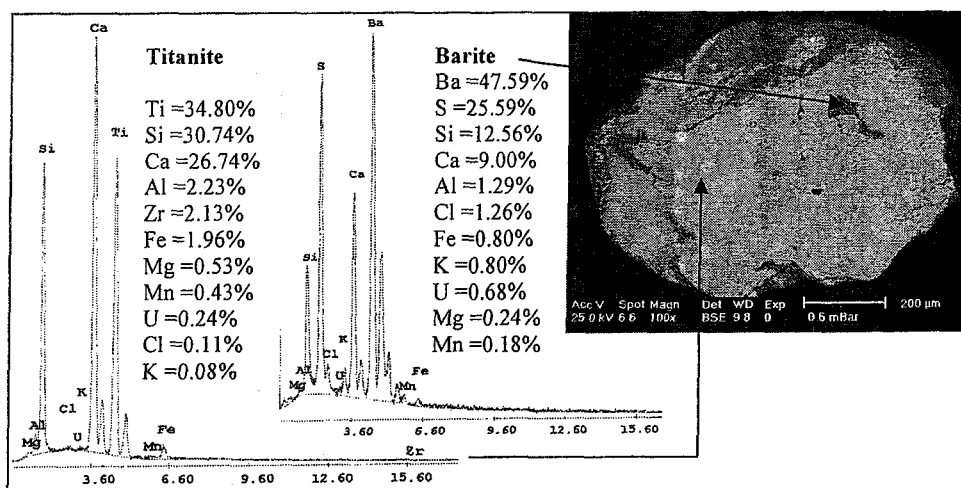 Titanite
Ti =34.80%
Si =30.74%
Ca =26.74%
Al =2.23%
Zr =2.13%
Fe =1.96%
Mg =0.53%
Mn =0.43%
U =0.24%
Cl =0.11%
K =0.08%
Ca
Si
Ti
Cl
K
Al
Mg
U
Mn
Fe
Zr
3.60 6.60 9.60 12.60 15.60
Barite
Ba =47.59%
S =25.59%
Si =12.56%
Ca =9.00%
Al =1.29%
Cl =1.26%
Fe =0.80%
K =0.80%
U =0.68%
Mg =0.24%
Mn =0.18%
Ba
S
Ca
Si
K
Cl
Al
U
Mg
Mn
Fe
3.60 6.60 9.60 12.60 15.60
Acc V Spot Magn Det WD Exp 200 µm
25.0 kV 6.6 100x BSE 9.8 0 0.6 mBar